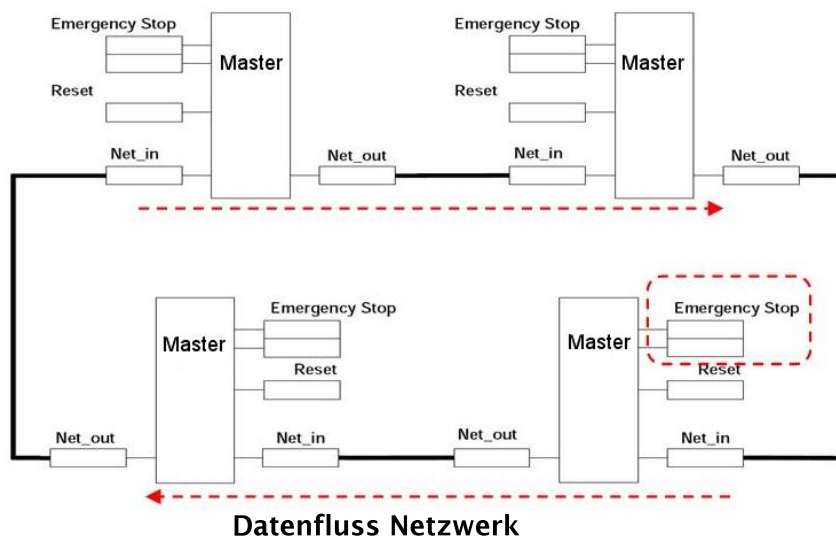 Emergency Stop
Master
Reset
Net_in
Net_out
Emergency Stop
Master
Reset
Net_in
Net_out
Master
Emergency Stop
Reset
Net_out
Net_in
Master
Emergency Stop
Reset
Net_out
Net_in
Datenfluss Netzwerk